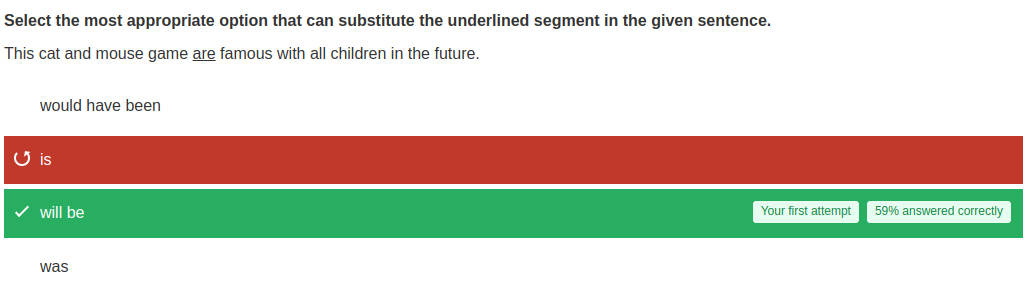 Select the most appropriate option that can substitute the underlined segment in the given sentence.
This cat and mouse game are famous with all children in the future.
would have been
is
will be Your first attempt 59% answered correctly
was